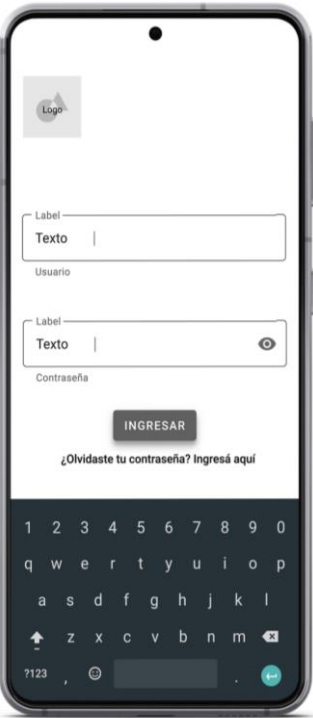 Logo
Label
Texto
Usuario
Label
Texto
Contraseña
INGRESAR
¿Olvidaste tu contraseña? Ingresá aquí
1 2 3 4 5 6 7 8 9 0
q w e r t y u i o p
a s d f g h j k l
z x c v b n m
?123 , .